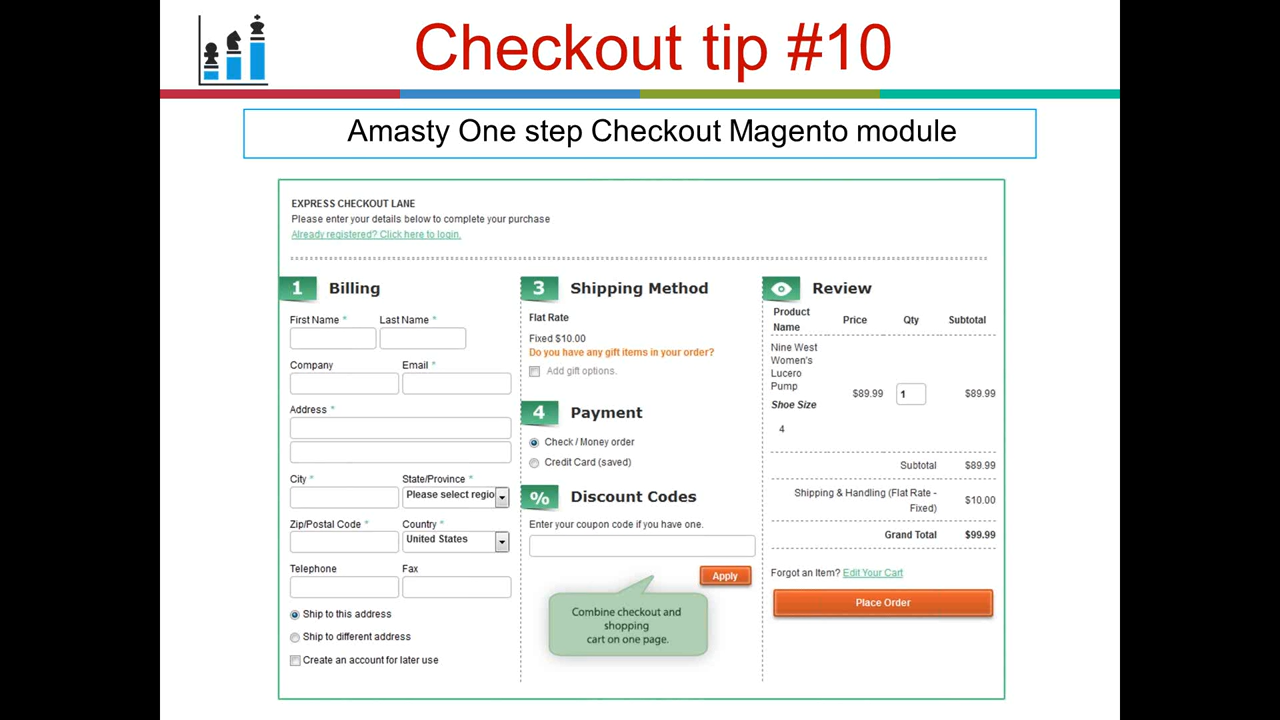 Checkout tip #10
Amasty One step Checkout Magento module
EXPRESS CHECKOUT LANE
Please enter your details below to complete your purchase
Already registered? Click here to login.
1 Billing
First Name * Last Name *
Company Email *
Address *
City * State/Province *
Please select regio
Zip/Postal Code * Country *
United States
Telephone Fax
Ship to this address
Ship to different address
Create an account for later use
3 Shipping Method
Flat Rate
Fixed $10.00
Do you have any gift items in your order?
Add gift options.
4 Payment
Check / Money order
Credit Card (saved)
% Discount Codes
Enter your coupon code if you have one.
Apply
Combine checkout and
shopping
cart on one page.
Review
Product
Name Price Qty Subtotal
Nine West
Women's
Lucero
Pump
$89.99 1 $89.99
Shoe Size
4
Subtotal $89.99
Shipping & Handling (Flat Rate -
Fixed) $10.00
Grand Total $99.99
Forgot an Item? Edit Your Cart
Place Order